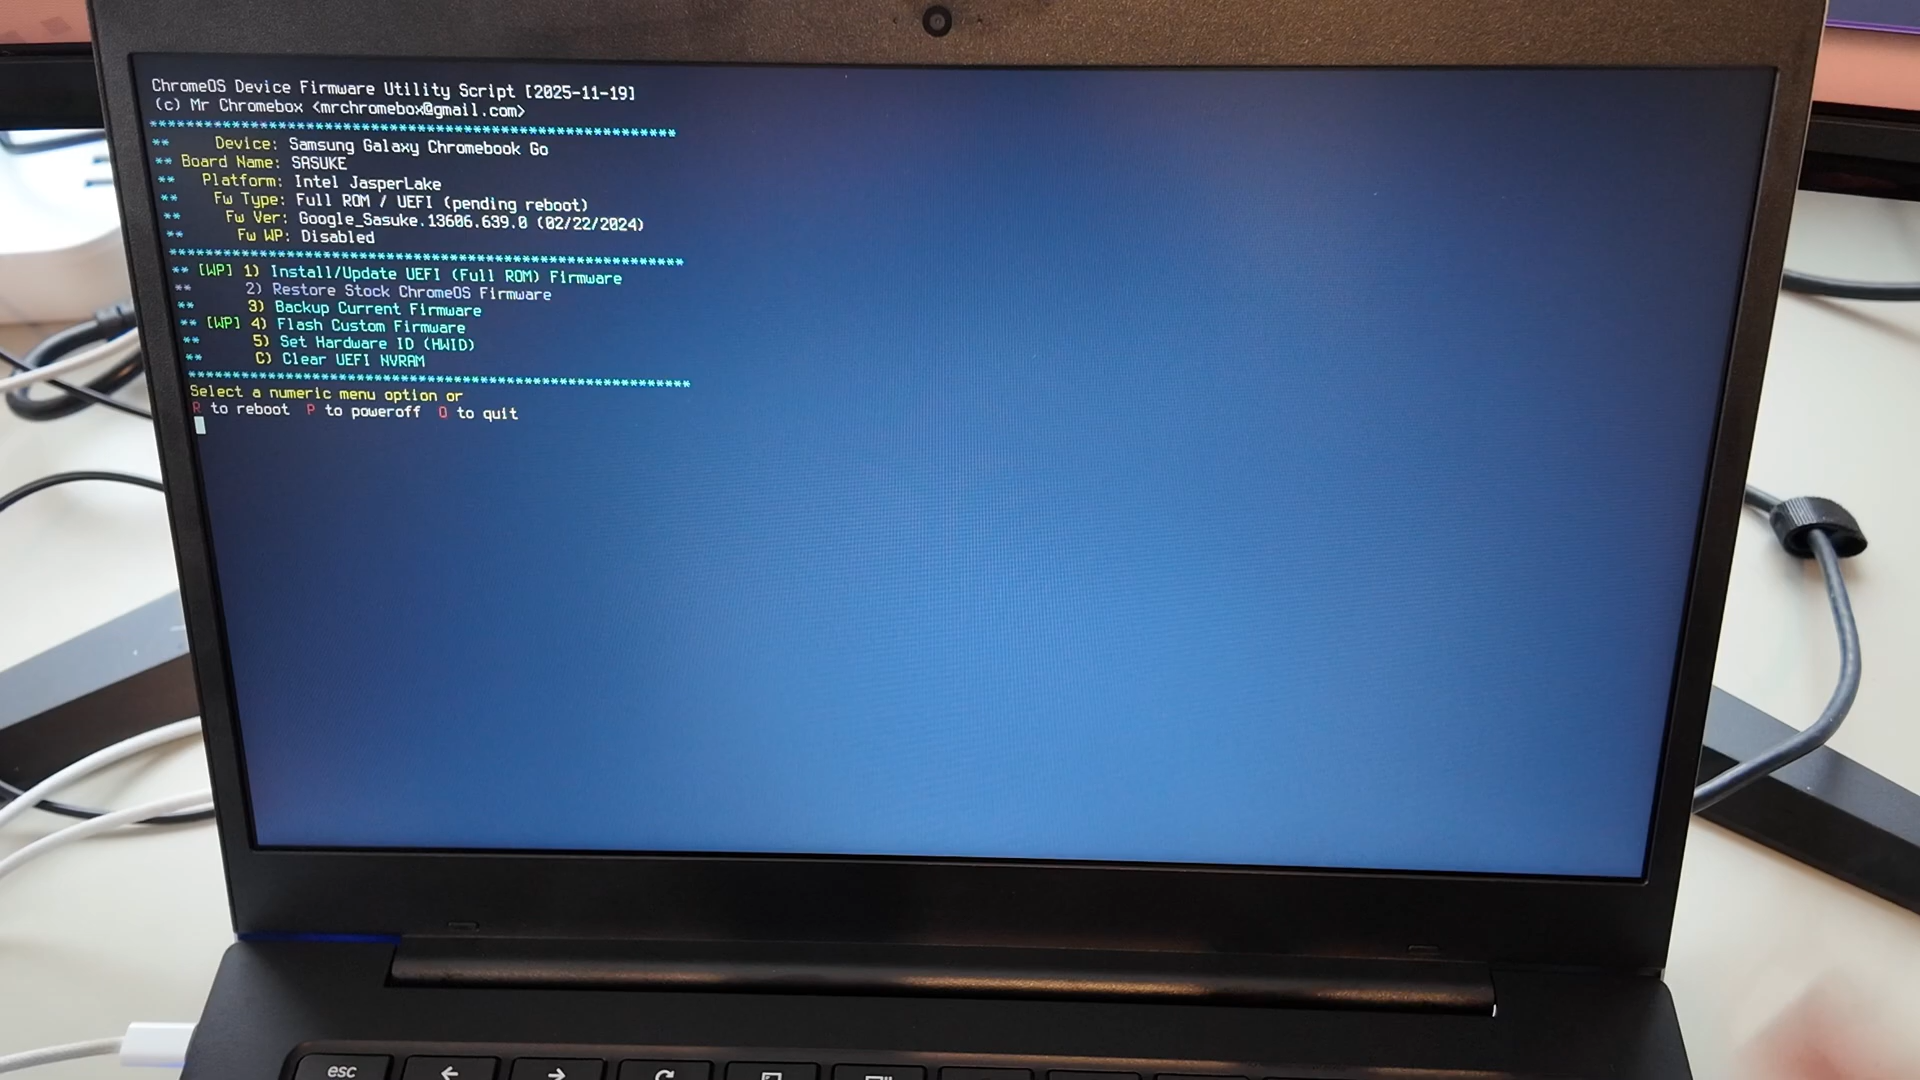 ChromeOS Device Firmware Utility Script [2025-11-19]
(c) Mr Chromebox <mrchromebox@gmail.com>
************************************************************
** Device: Samsung Galaxy Chromebook Go
** Board Name: SASUKE
** Platform: Intel JasperLake
** Fw Type: Full ROM / UEFI (pending reboot)
** Fw Ver: Google_Sasuke.13606.639.0 (02/22/2024)
** Fw WP: Disabled
************************************************************
** [WP] 1) Install/Update UEFI (Full ROM) Firmware
** 2) Restore Stock ChromeOS Firmware
** 3) Backup Current Firmware
** [WP] 4) Flash Custom Firmware
** 5) Set Hardware ID (HWID)
** C) Clear UEFI NVRAM
************************************************************
Select a numeric menu option or
R to reboot P to poweroff Q to quit
esc